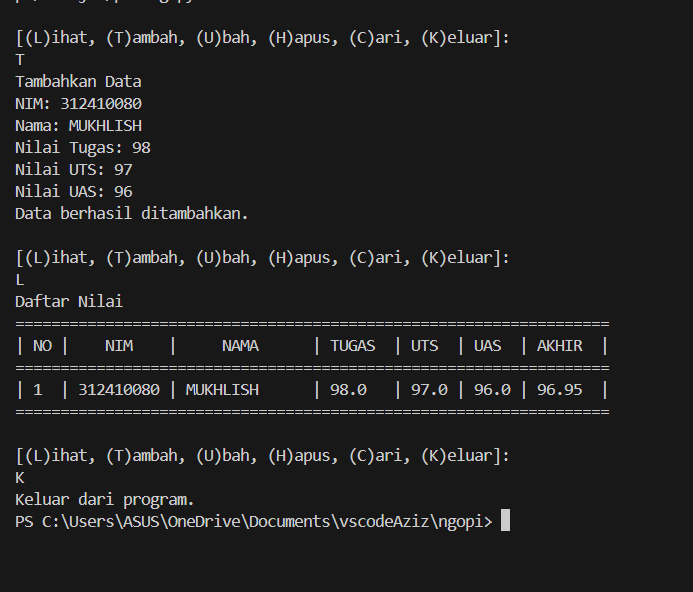 [(L)ihat, (T)ambah, (U)bah, (H)apus, (C)ari, (K)eluar]:
T
Tambahkan Data
NIM: 312410080
Nama: MUKHLISH
Nilai Tugas: 98
Nilai UTS: 97
Nilai UAS: 96
Data berhasil ditambahkan.
[(L)ihat, (T)ambah, (U)bah, (H)apus, (C)ari, (K)eluar]:
L
Daftar Nilai
==================================================================
| NO |    NIM    |     NAMA      | TUGAS  | UTS  | UAS  | AKHIR  |
==================================================================
| 1  | 312410080 | MUKHLISH      | 98.0   | 97.0 | 96.0 | 96.95  |
==================================================================
[(L)ihat, (T)ambah, (U)bah, (H)apus, (C)ari, (K)eluar]:
K
Keluar dari program.
PS C:\Users\ASUS\OneDrive\Documents\vscodeAziz\ngopi>